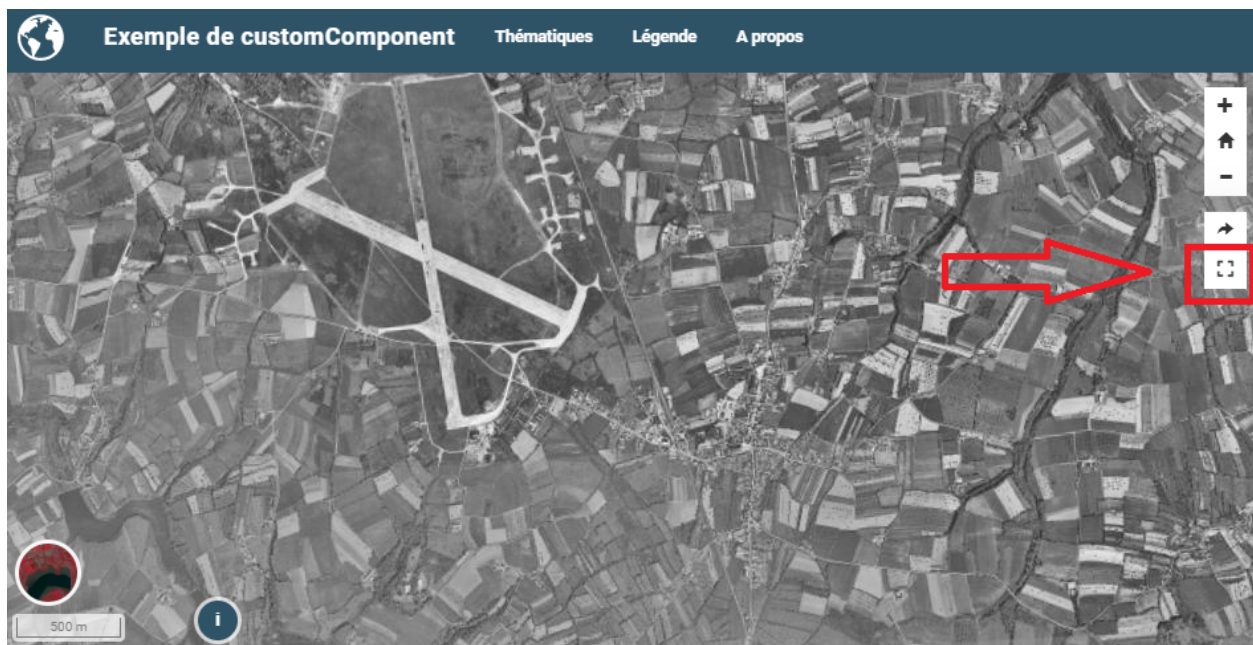 Exemple de customComponent
Thématiques
Légende
A propos
+
-
500 m
i